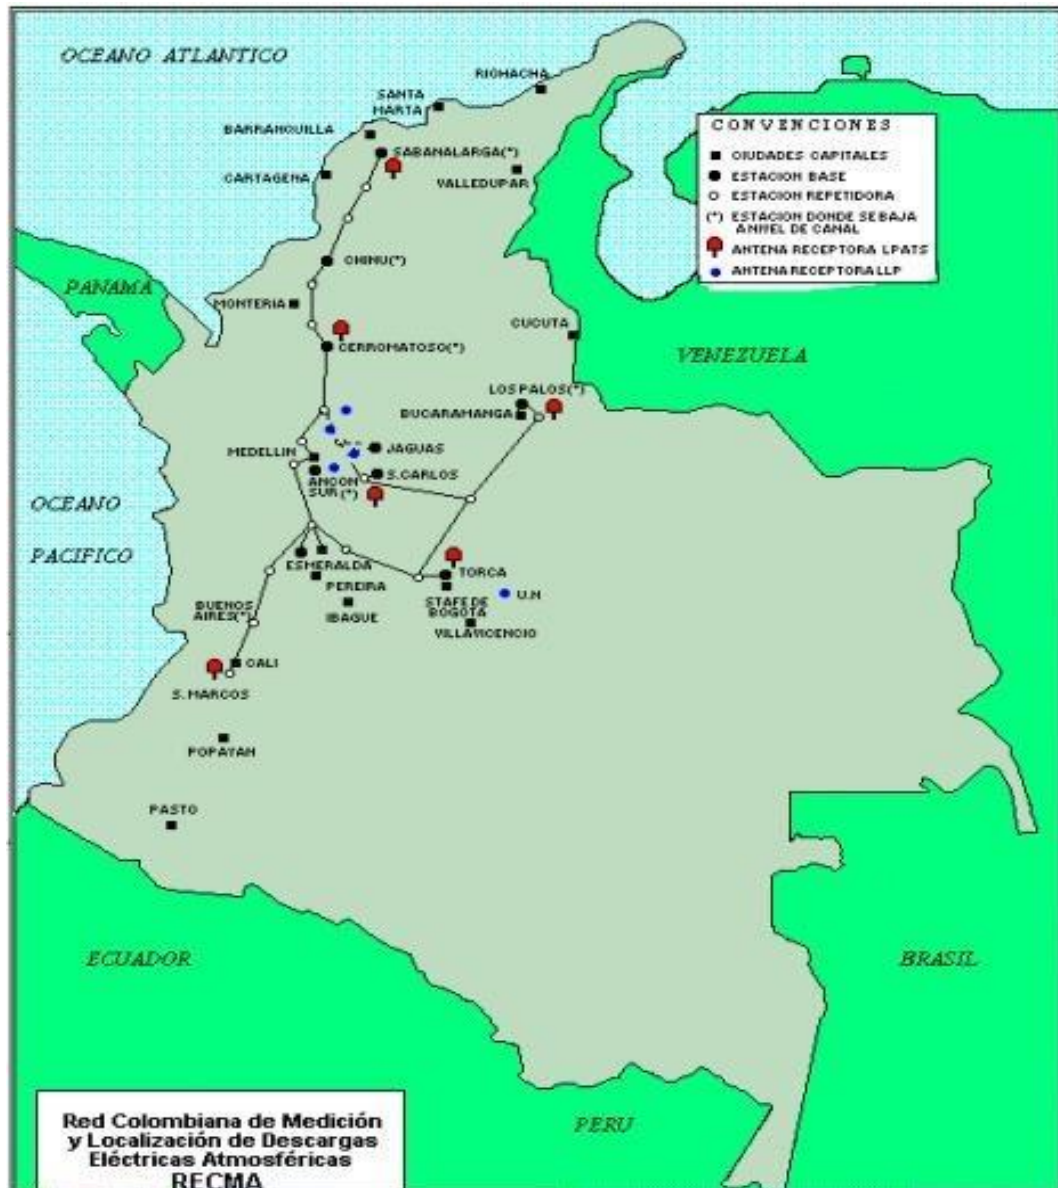 OCEANO ATLANTICO
RIOHACHA
SANTA
MARTA
BARRANQUILLA
SABANALARGA(*)
CARTAGENA
VALLEDUPAR
CONVENCIONES
CIUDADES CAPITALES
ESTACION BASE
ESTACION REPETIDORA
(*) ESTACION DONDE SE BAJA
A NIVEL DE CANAL
ANTENA RECEPTORA LPATS
ANTENA RECEPTORA LLP
CHINU(*)
PANAMA
MONTERIA
CUCUTA
CERROMATOSO(*)
VENEZUELA
LOS PALOS(*)
BUCARAMANGA
MEDELLIN
JAGUAS
S.CARLOS
ANCON
SUR(*)
OCEANO
PACIFICO
ESMERALDA
TORCA
PEREIRA
U.N
BUENOS
AIRES(*)
IBAGUE
STAFE DE
BOGOTA
VILLAVICENCIO
CALI
S. MARCOS
POPAYAN
PASTO
ECUADOR
BRASIL
PERU
Red Colombiana de Medición
y Localización de Descargas
Eléctricas Atmosféricas
RECMA